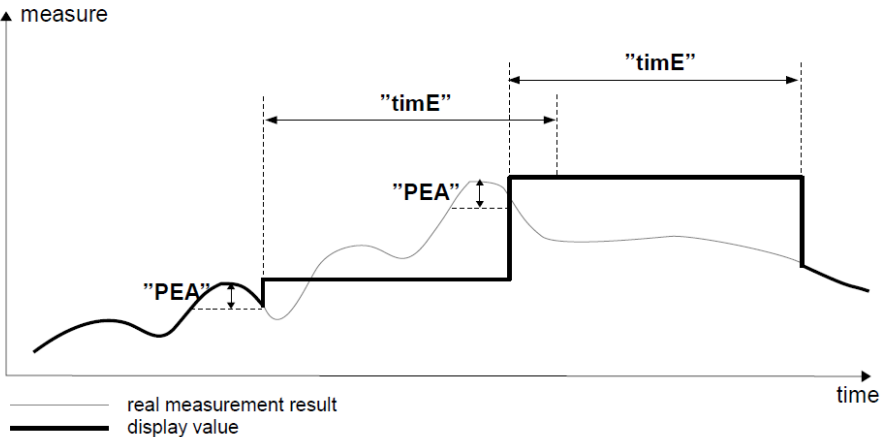 measure
”timE”
”timE”
”PEA”
”PEA”
time
real measurement result
display value